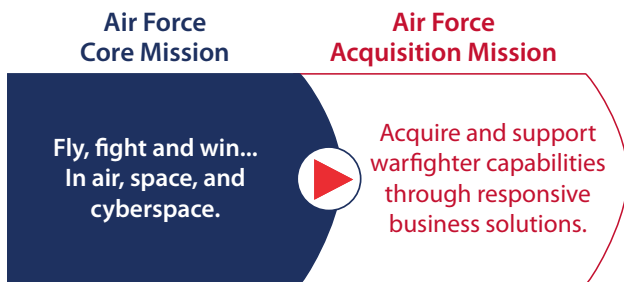 Air Force
Core Mission
Air Force
Acquisition Mission
Fly, fight and win...
In air, space, and
cyberspace.
Acquire and support
warfighter capabilities
through responsive
business solutions.